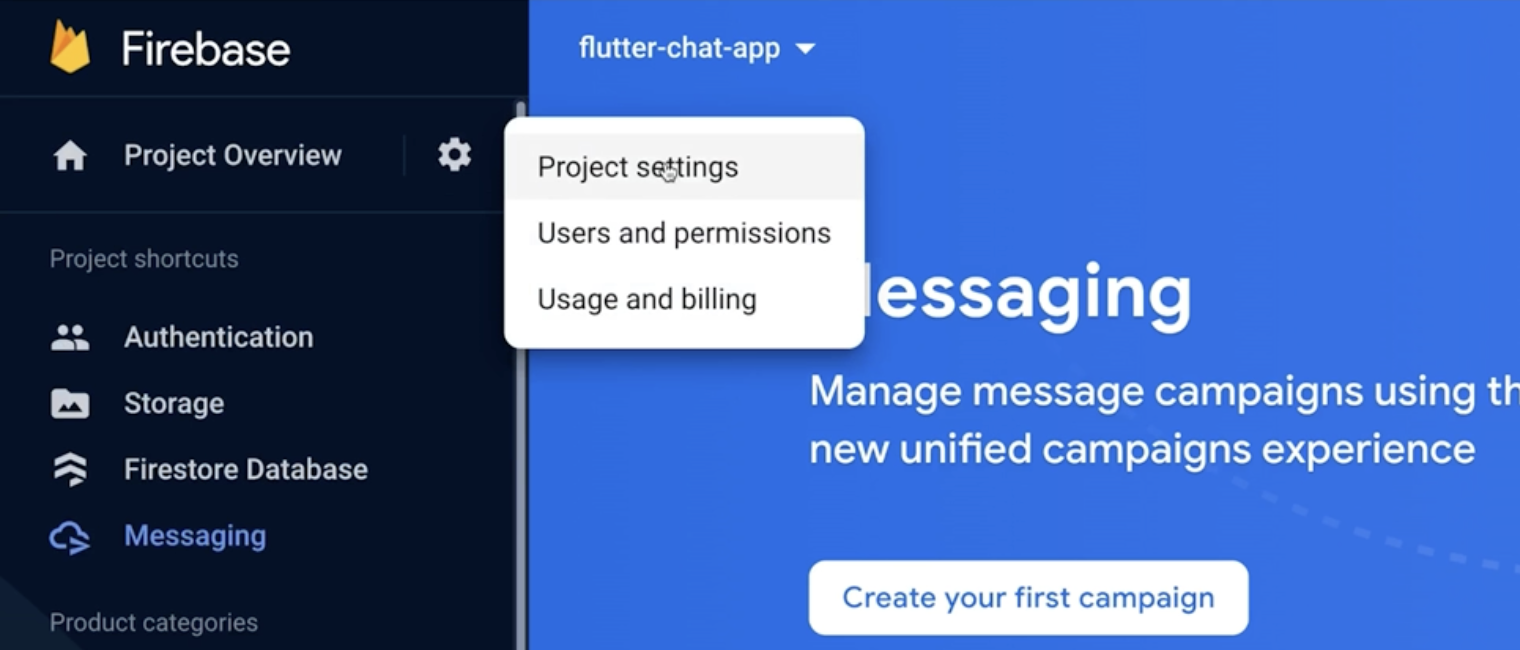 Firebase
flutter-chat-app
Project Overview
Project settings
Users and permissions
Usage and billing
Project shortcuts
Authentication
Storage
Firestore Database
Messaging
Product categories
essaging
Manage message campaigns using th
new unified campaigns experience
Create your first campaign